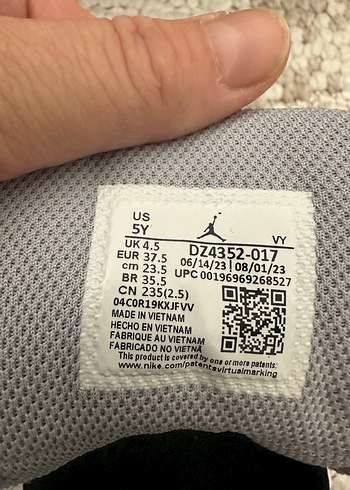 US
5Y
VY
UK 4.5
DZ4352-017
EUR 37.5
06/14/23 | 08/01/23
cm 23.5
UPC 00196969268527
BR 35.5
CN 235(2.5)
04C0R19KXJFVV
MADE IN VIETNAM
HECHO EN VIETNAM
FABRIQUE AU VIETNAM
FABRICADO NO VIETNÃ
This product is covered by one or more patents:
www.nike.com/patentsvirtualmarking